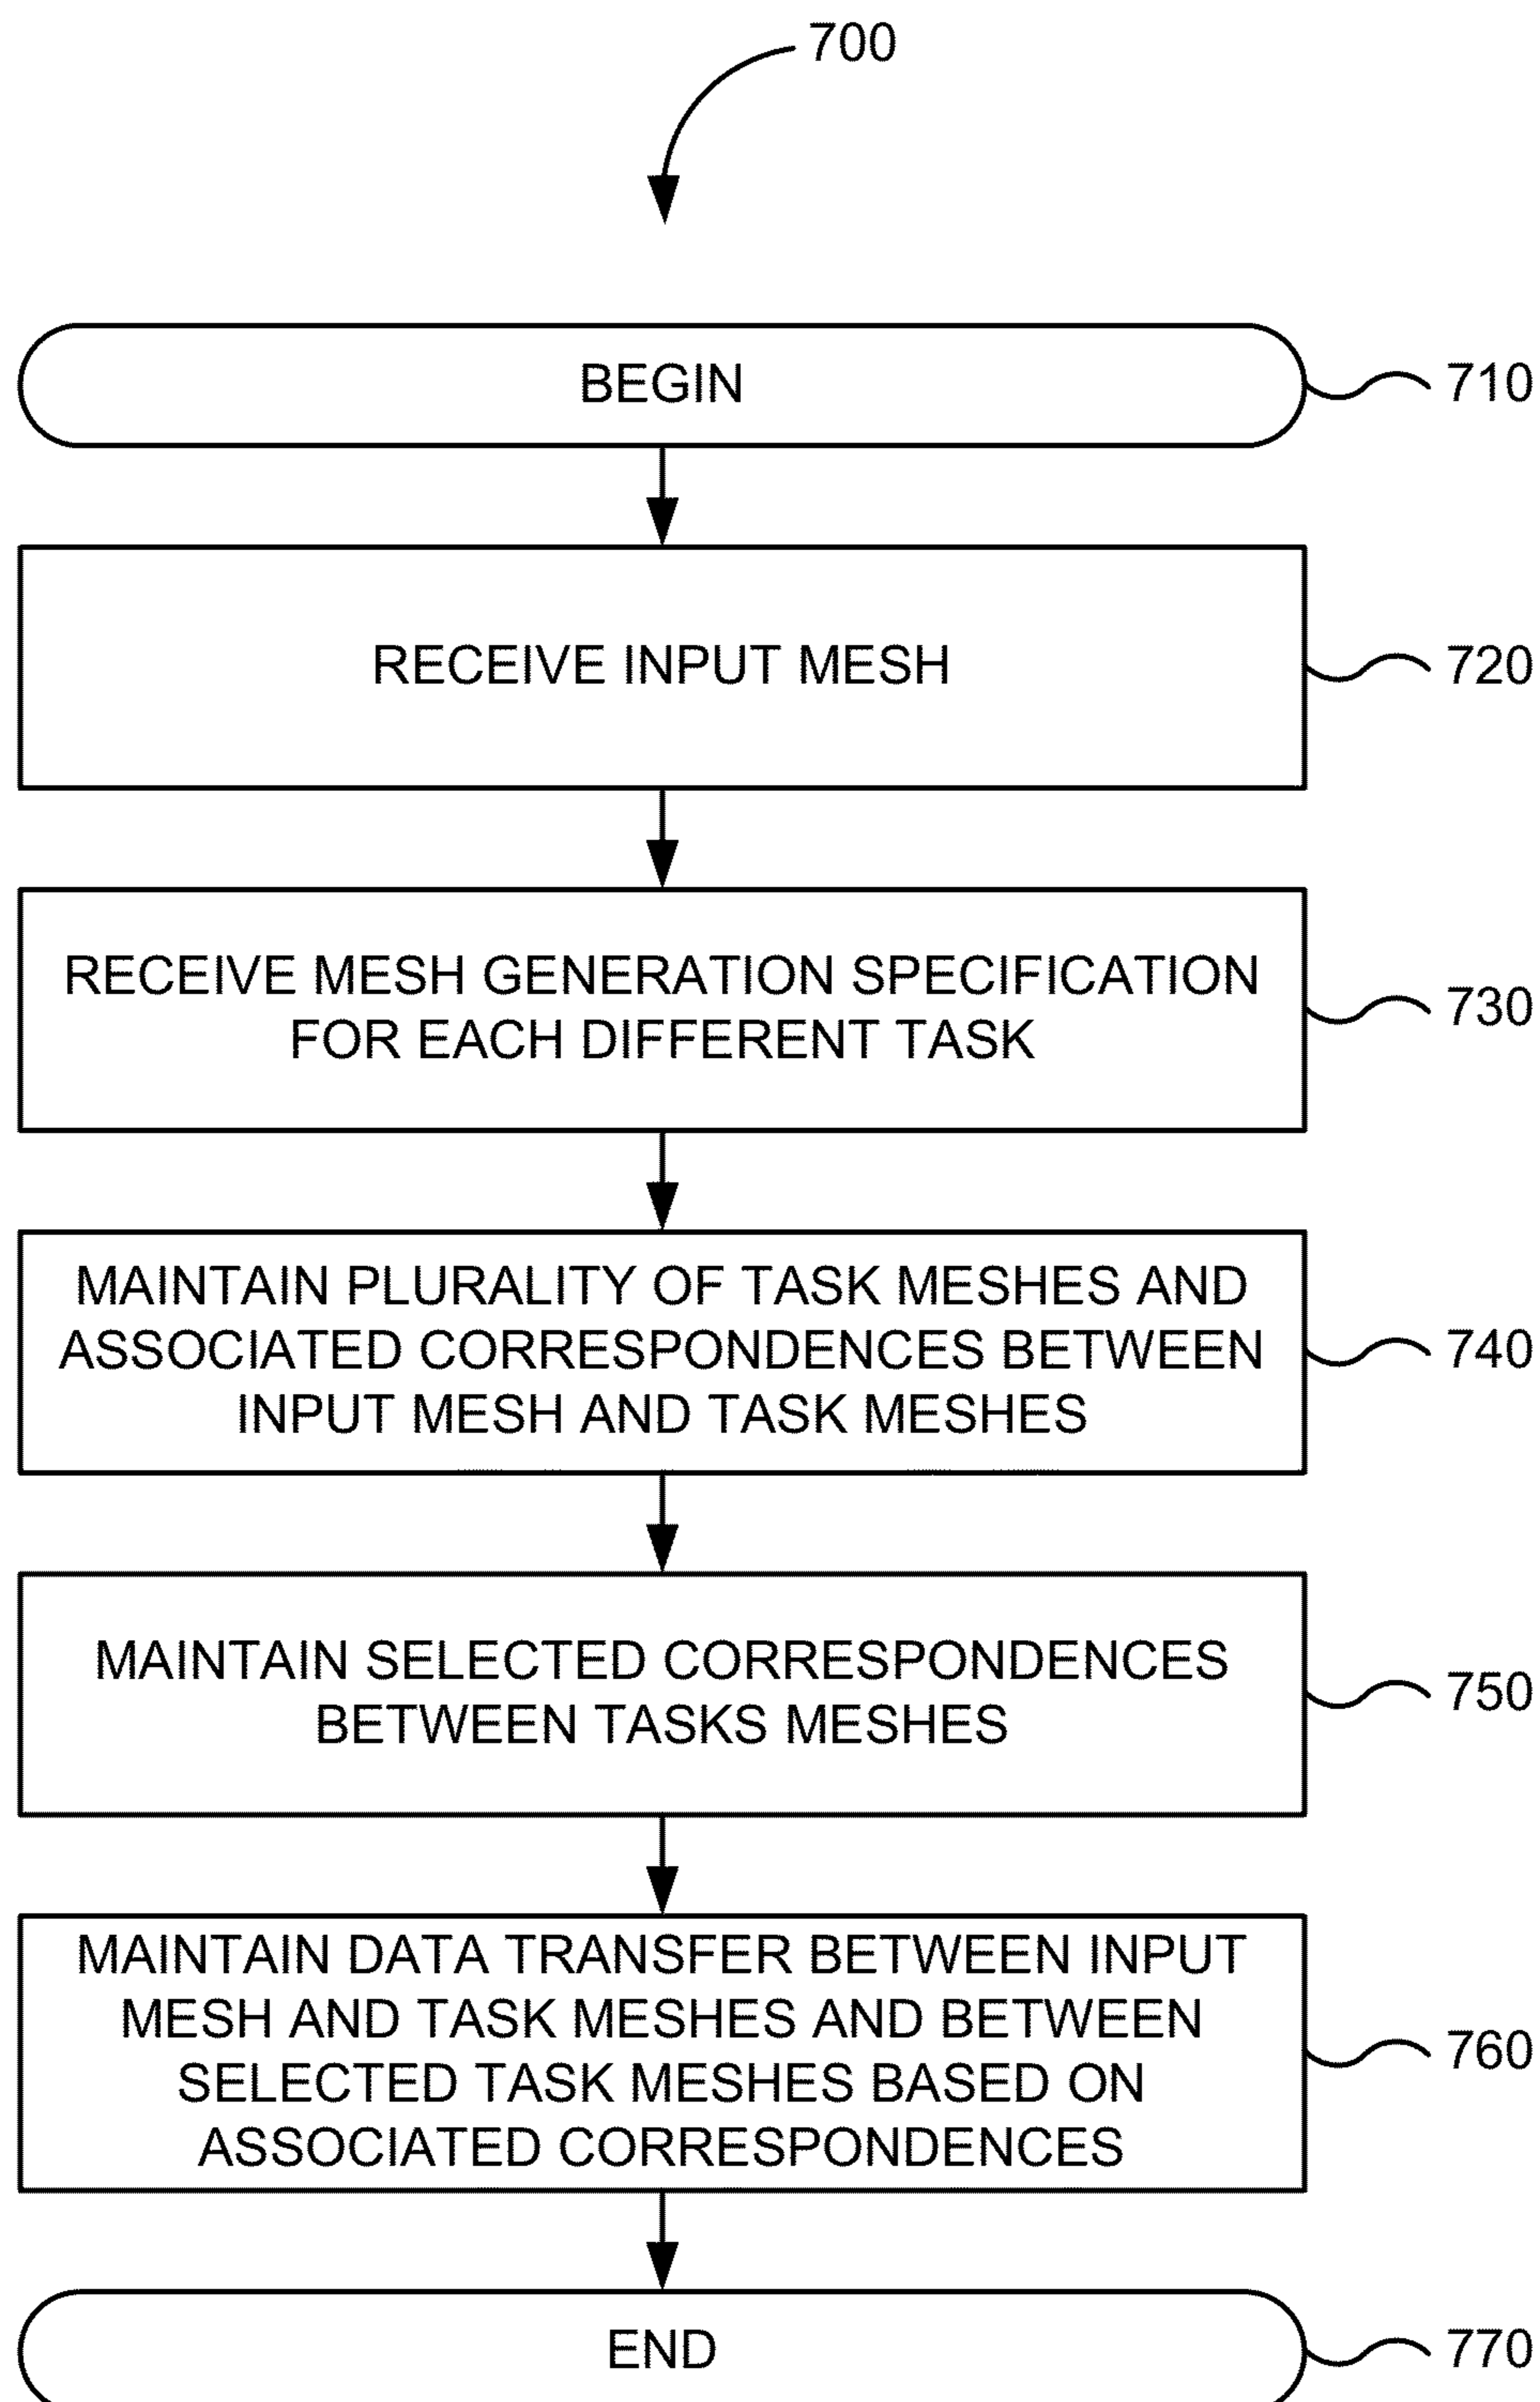 700
BEGIN
710
RECEIVE INPUT MESH
720
RECEIVE MESH GENERATION SPECIFICATION
FOR EACH DIFFERENT TASK
730
MAINTAIN PLURALITY OF TASK MESHES AND
ASSOCIATED CORRESPONDENCES BETWEEN
INPUT MESH AND TASK MESHES
740
MAINTAIN SELECTED CORRESPONDENCES
BETWEEN TASKS MESHES
750
MAINTAIN DATA TRANSFER BETWEEN INPUT
MESH AND TASK MESHES AND BETWEEN
SELECTED TASK MESHES BASED ON
ASSOCIATED CORRESPONDENCES
760
END
770